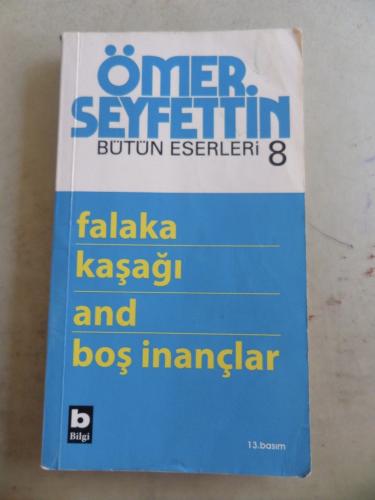 ÖMER
SEYFETTİN
BÜTÜN ESERLERİ 8
falaka
kaşağı
and
boş inançlar
b
Bilgi
13.basım